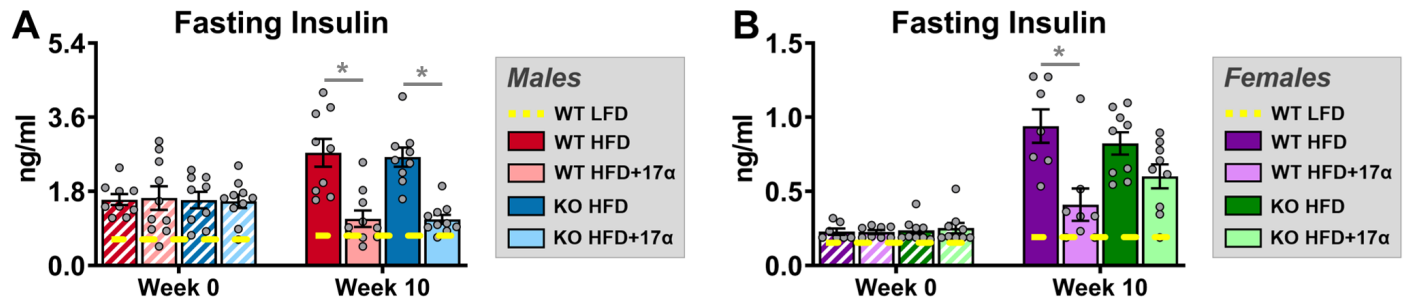 A
Fasting Insulin
5.4
3.6
1.8
0.0
ng/ml
*
*
Week 0
Week 10
Males
WT LFD
WT HFD
WT HFD+17α
KO HFD
KO HFD+17α
B
Fasting Insulin
1.5
1.0
0.5
0.0
ng/ml
*
Week 0
Week 10
Females
WT LFD
WT HFD
WT HFD+17α
KO HFD
KO HFD+17α